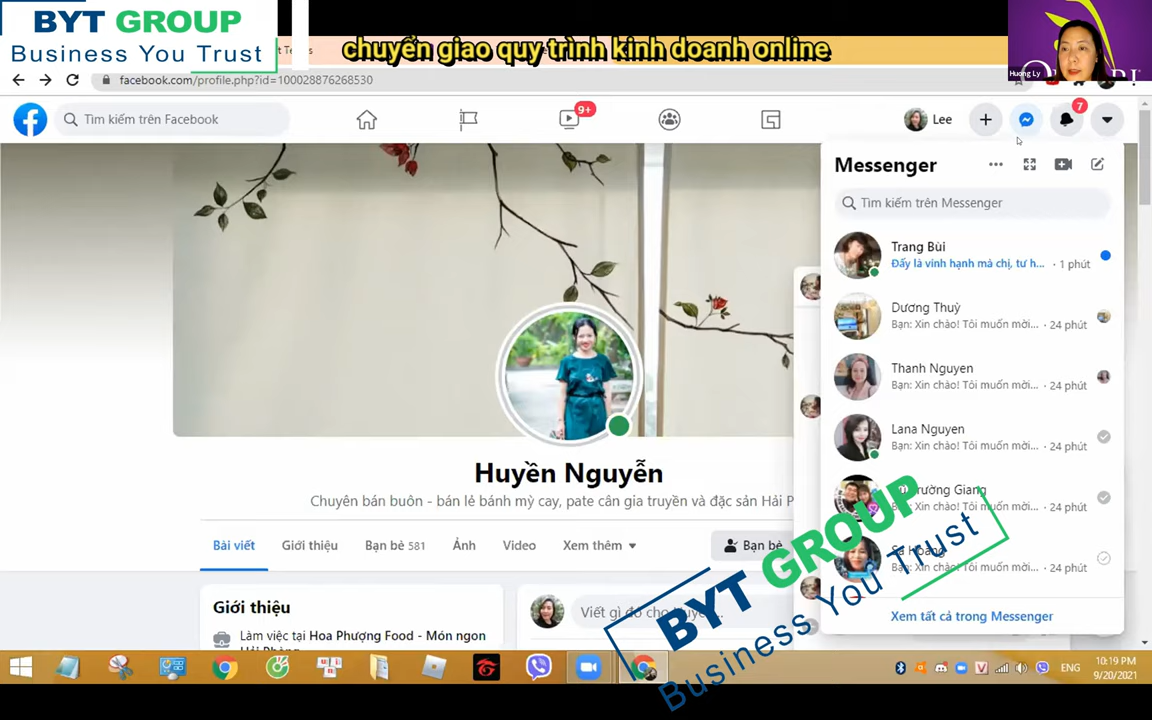 BYT GROUP
Business You Trust
chuyển giao quy trình kinh doanh online
Huong Ly
facebook.com/profile.php?id=100028876268530
Tìm kiếm trên Facebook
9+
Lee
7
Messenger
Tìm kiếm trên Messenger
Trang Bùi
Đấy là vinh hạnh mà chị, tư h... · 1 phút
Dương Thuỳ
Bạn: Xin chào! Tôi muốn mời... · 24 phút
Thanh Nguyen
Bạn: Xin chào! Tôi muốn mời... · 24 phút
Lana Nguyen
Bạn: Xin chào! Tôi muốn mời... · 24 phút
Trường Giang
Bạn: Xin chào! Tôi muốn mời... · 24 phút
Sa Hoang
Bạn: Xin chào! Tôi muốn mời... · 24 phút
Xem tất cả trong Messenger
Huyền Nguyễn
Chuyên bán buôn - bán lẻ bánh mỳ cay, pate cân gia truyền và đặc sản Hải P
Bài viết
Giới thiệu
Bạn bè 581
Ảnh
Video
Xem thêm
Bạn bè
Giới thiệu
Làm việc tại Hoa Phượng Food - Món ngon
Hải Phòng
Viết gì đó cho
BYT GROUP
Business You Trust
ENG
10:19 PM
9/20/2021